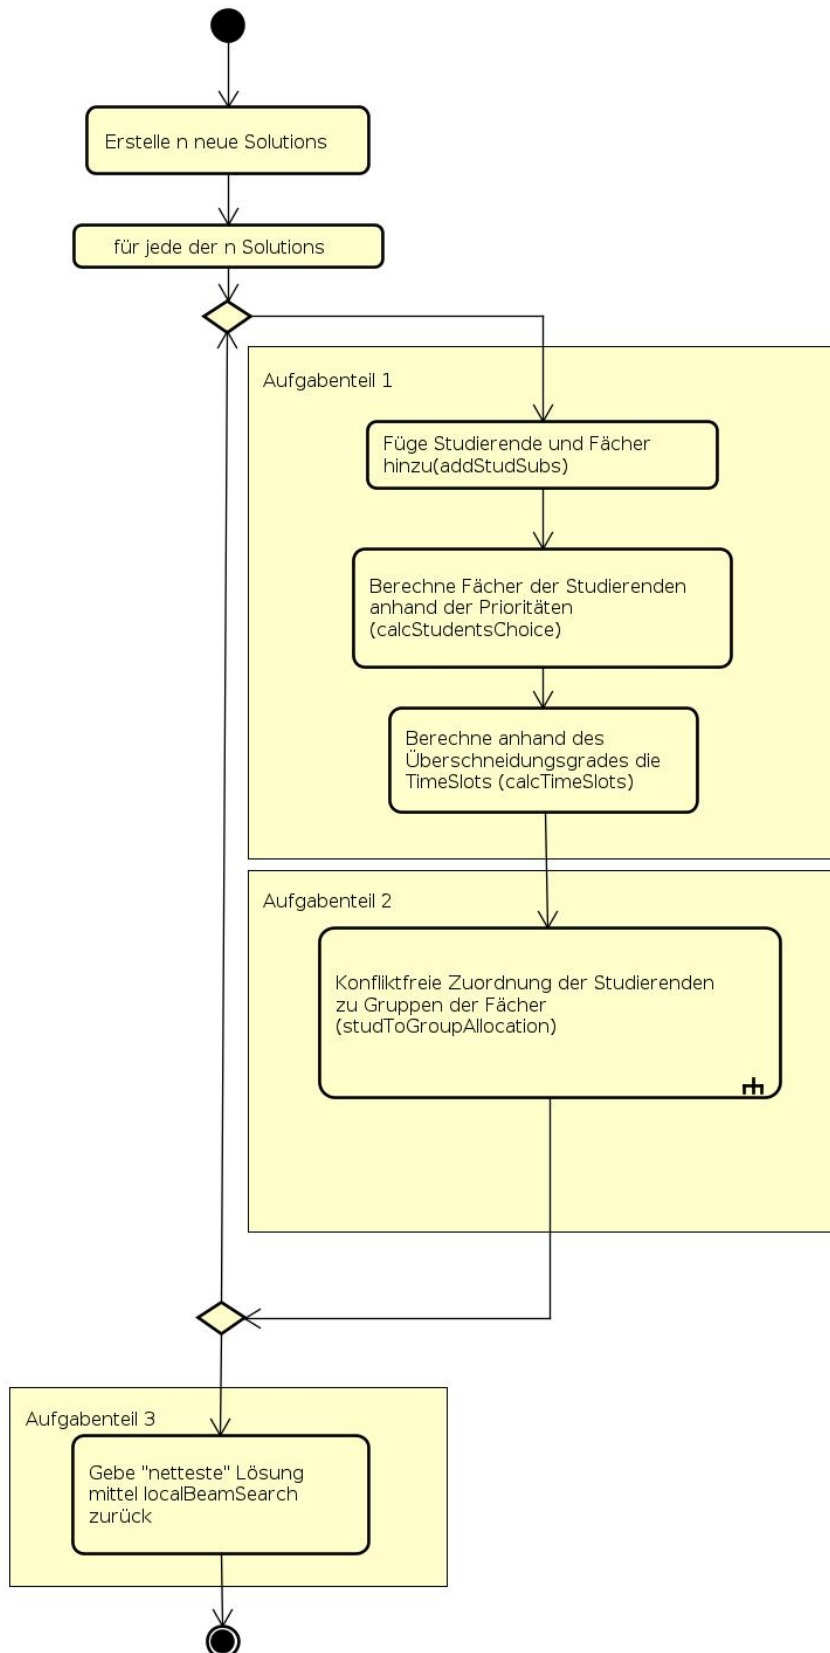 Erstelle n neue Solutions
für jede der n Solutions
Aufgabenteil 1
Füge Studierende und Fächer
hinzu(addStudSubs)
Berechne Fächer der Studierenden
anhand der Prioritäten
(calcStudentsChoice)
Berechne anhand des
Überschneidungsgrades die
TimeSlots (calcTimeSlots)
Aufgabenteil 2
Konfliktfreie Zuordnung der Studierenden
zu Gruppen der Fächer
(studToGroupAllocation)
Aufgabenteil 3
Gebe "netteste" Lösung
mittel localBeamSearch
zurück